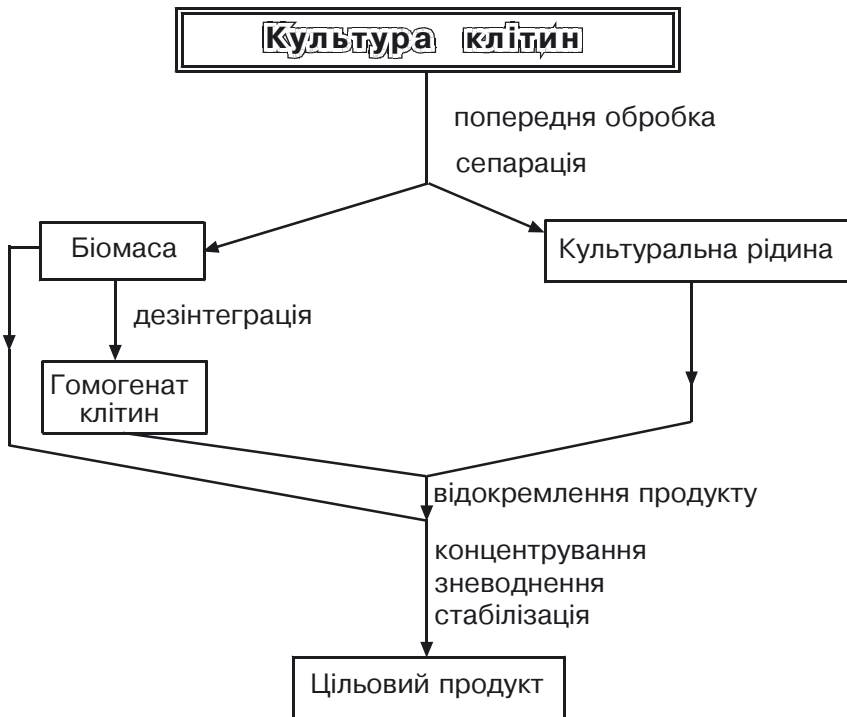 Культура клітин
попередня обробка
сепарація
Біомаса
Культуральна рідина
дезінтеграція
Гомогенат
клітин
відокремлення продукту
концентрування
зневоднення
стабілізація
Цільовий продукт